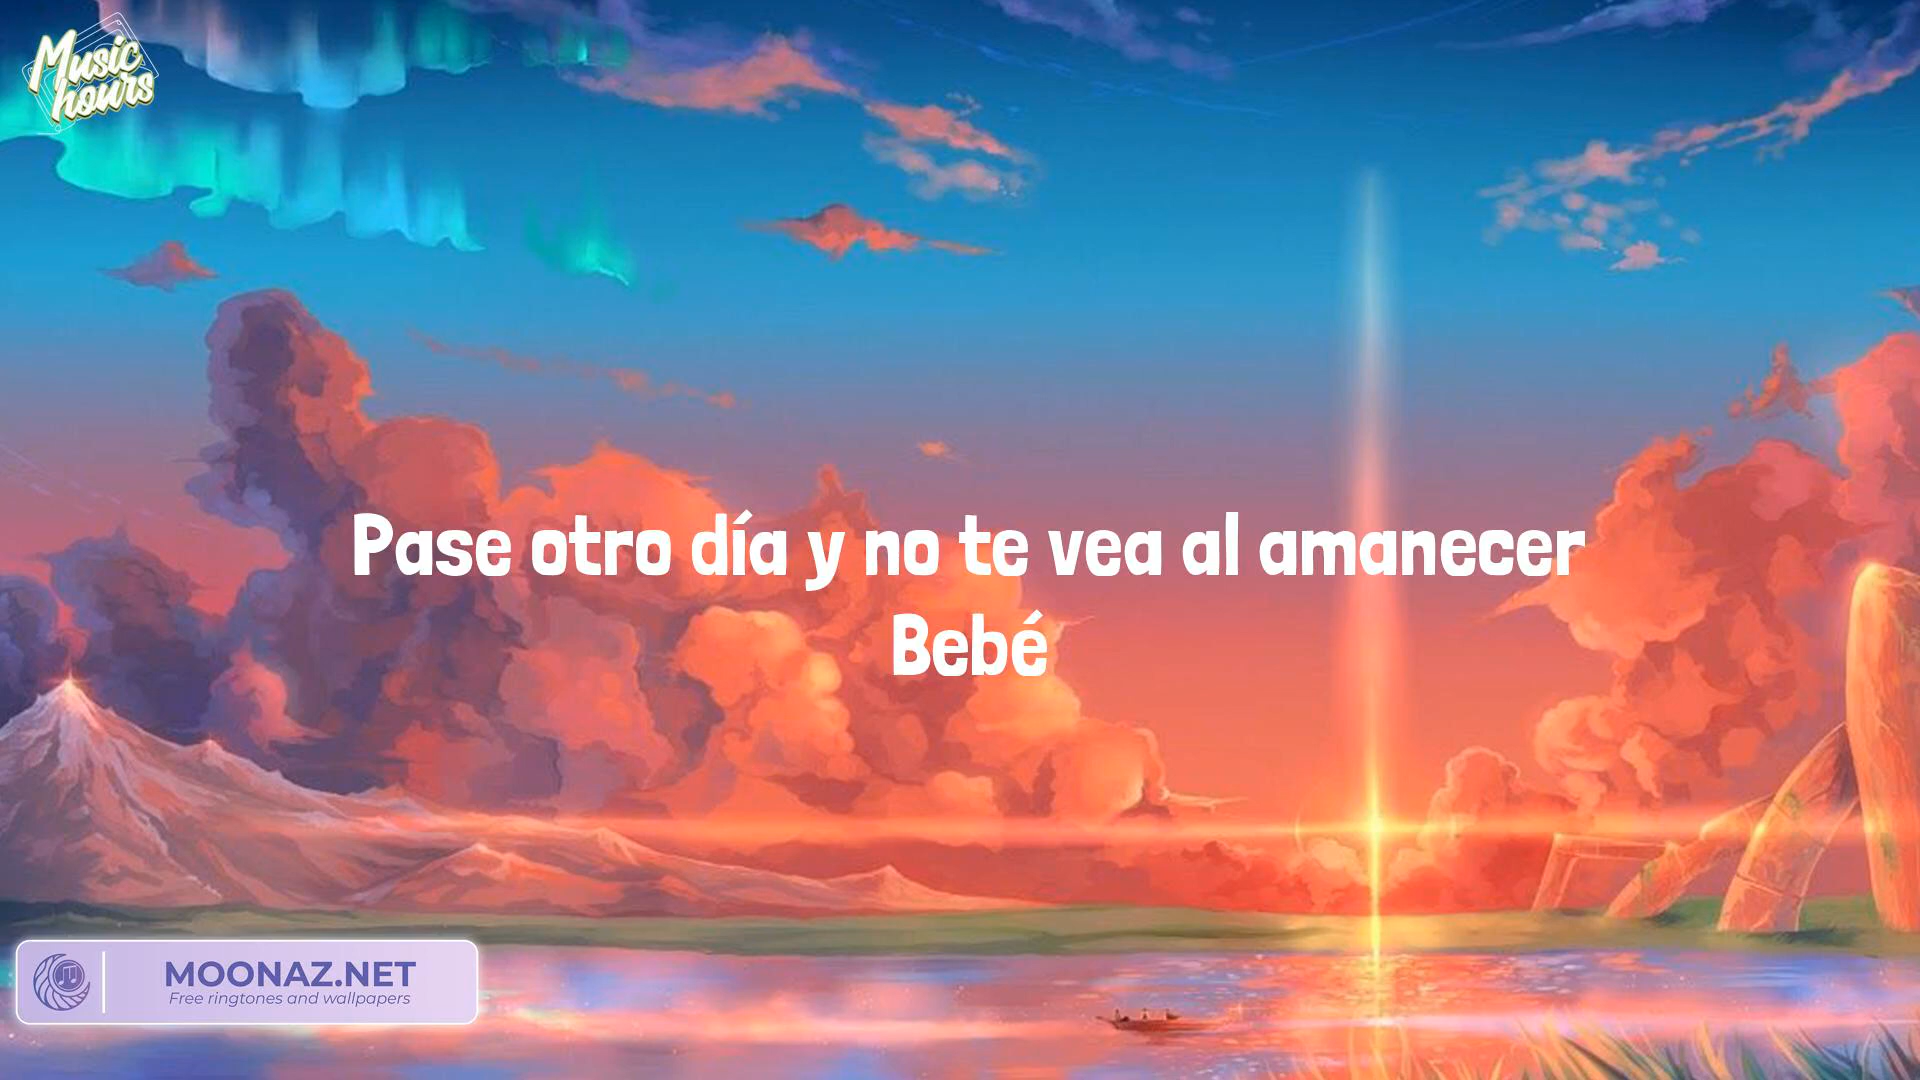 Music
hours
Pase otro día y no te vea al amanecer
Bebé
MOONAZ.NET
Free ringtones and wallpapers